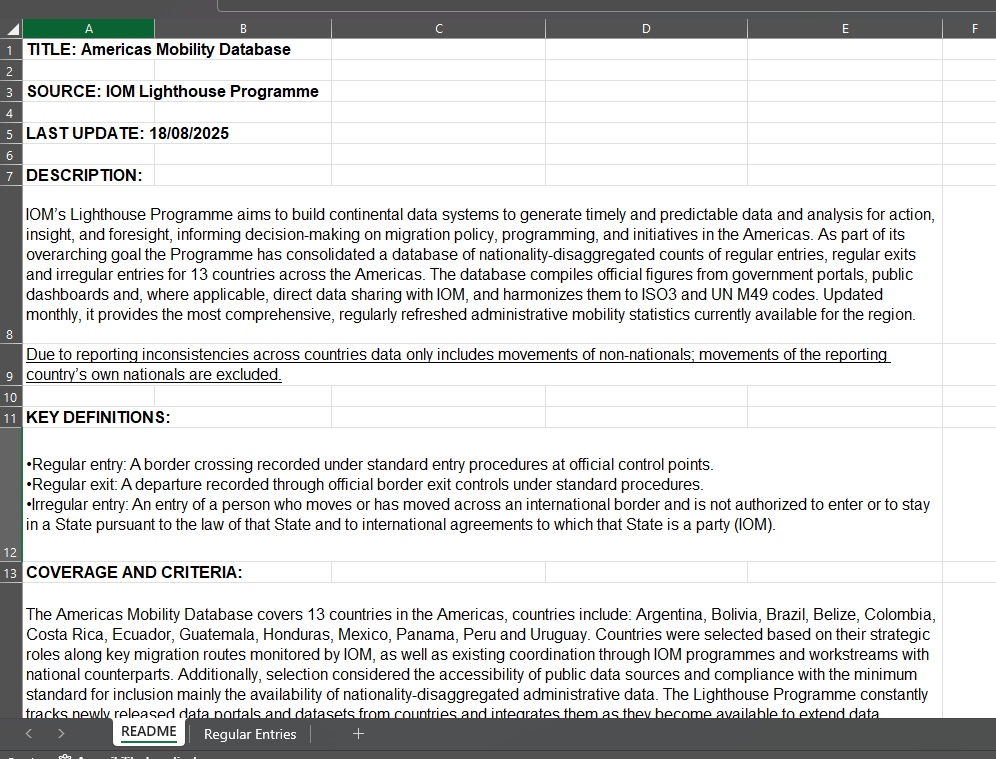 A B C D E F
1 TITLE: Americas Mobility Database
2
3 SOURCE: IOM Lighthouse Programme
4
5 LAST UPDATE: 18/08/2025
6
7 DESCRIPTION:
IOM's Lighthouse Programme aims to build continental data systems to generate timely and predictable data and analysis for action,
insight, and foresight, informing decision-making on migration policy, programming, and initiatives in the Americas. As part of its
overarching goal the Programme has consolidated a database of nationality-disaggregated counts of regular entries, regular exits
and irregular entries for 13 countries across the Americas. The database compiles official figures from government portals, public
dashboards and, where applicable, direct data sharing with IOM, and harmonizes them to ISO3 and UN M49 codes. Updated
monthly, it provides the most comprehensive, regularly refreshed administrative mobility statistics currently available for the region.
8
Due to reporting inconsistencies across countries data only includes movements of non-nationals; movements of the reporting
9 country's own nationals are excluded.
10
11 KEY DEFINITIONS:
•Regular entry: A border crossing recorded under standard entry procedures at official control points.
•Regular exit: A departure recorded through official border exit controls under standard procedures.
•Irregular entry: An entry of a person who moves or has moved across an international border and is not authorized to enter or to stay
in a State pursuant to the law of that State and to international agreements to which that State is a party (IOM).
12
13 COVERAGE AND CRITERIA:
The Americas Mobility Database covers 13 countries in the Americas, countries include: Argentina, Bolivia, Brazil, Belize, Colombia,
Costa Rica, Ecuador, Guatemala, Honduras, Mexico, Panama, Peru and Uruguay. Countries were selected based on their strategic
roles along key migration routes monitored by IOM, as well as existing coordination through IOM programmes and workstreams with
national counterparts. Additionally, selection considered the accessibility of public data sources and compliance with the minimum
standard for inclusion mainly the availability of nationality-disaggregated administrative data. The Lighthouse Programme constantly
tracks newly released data portals and datasets from countries and integrates them as they become available to extend data
README Regular Entries +